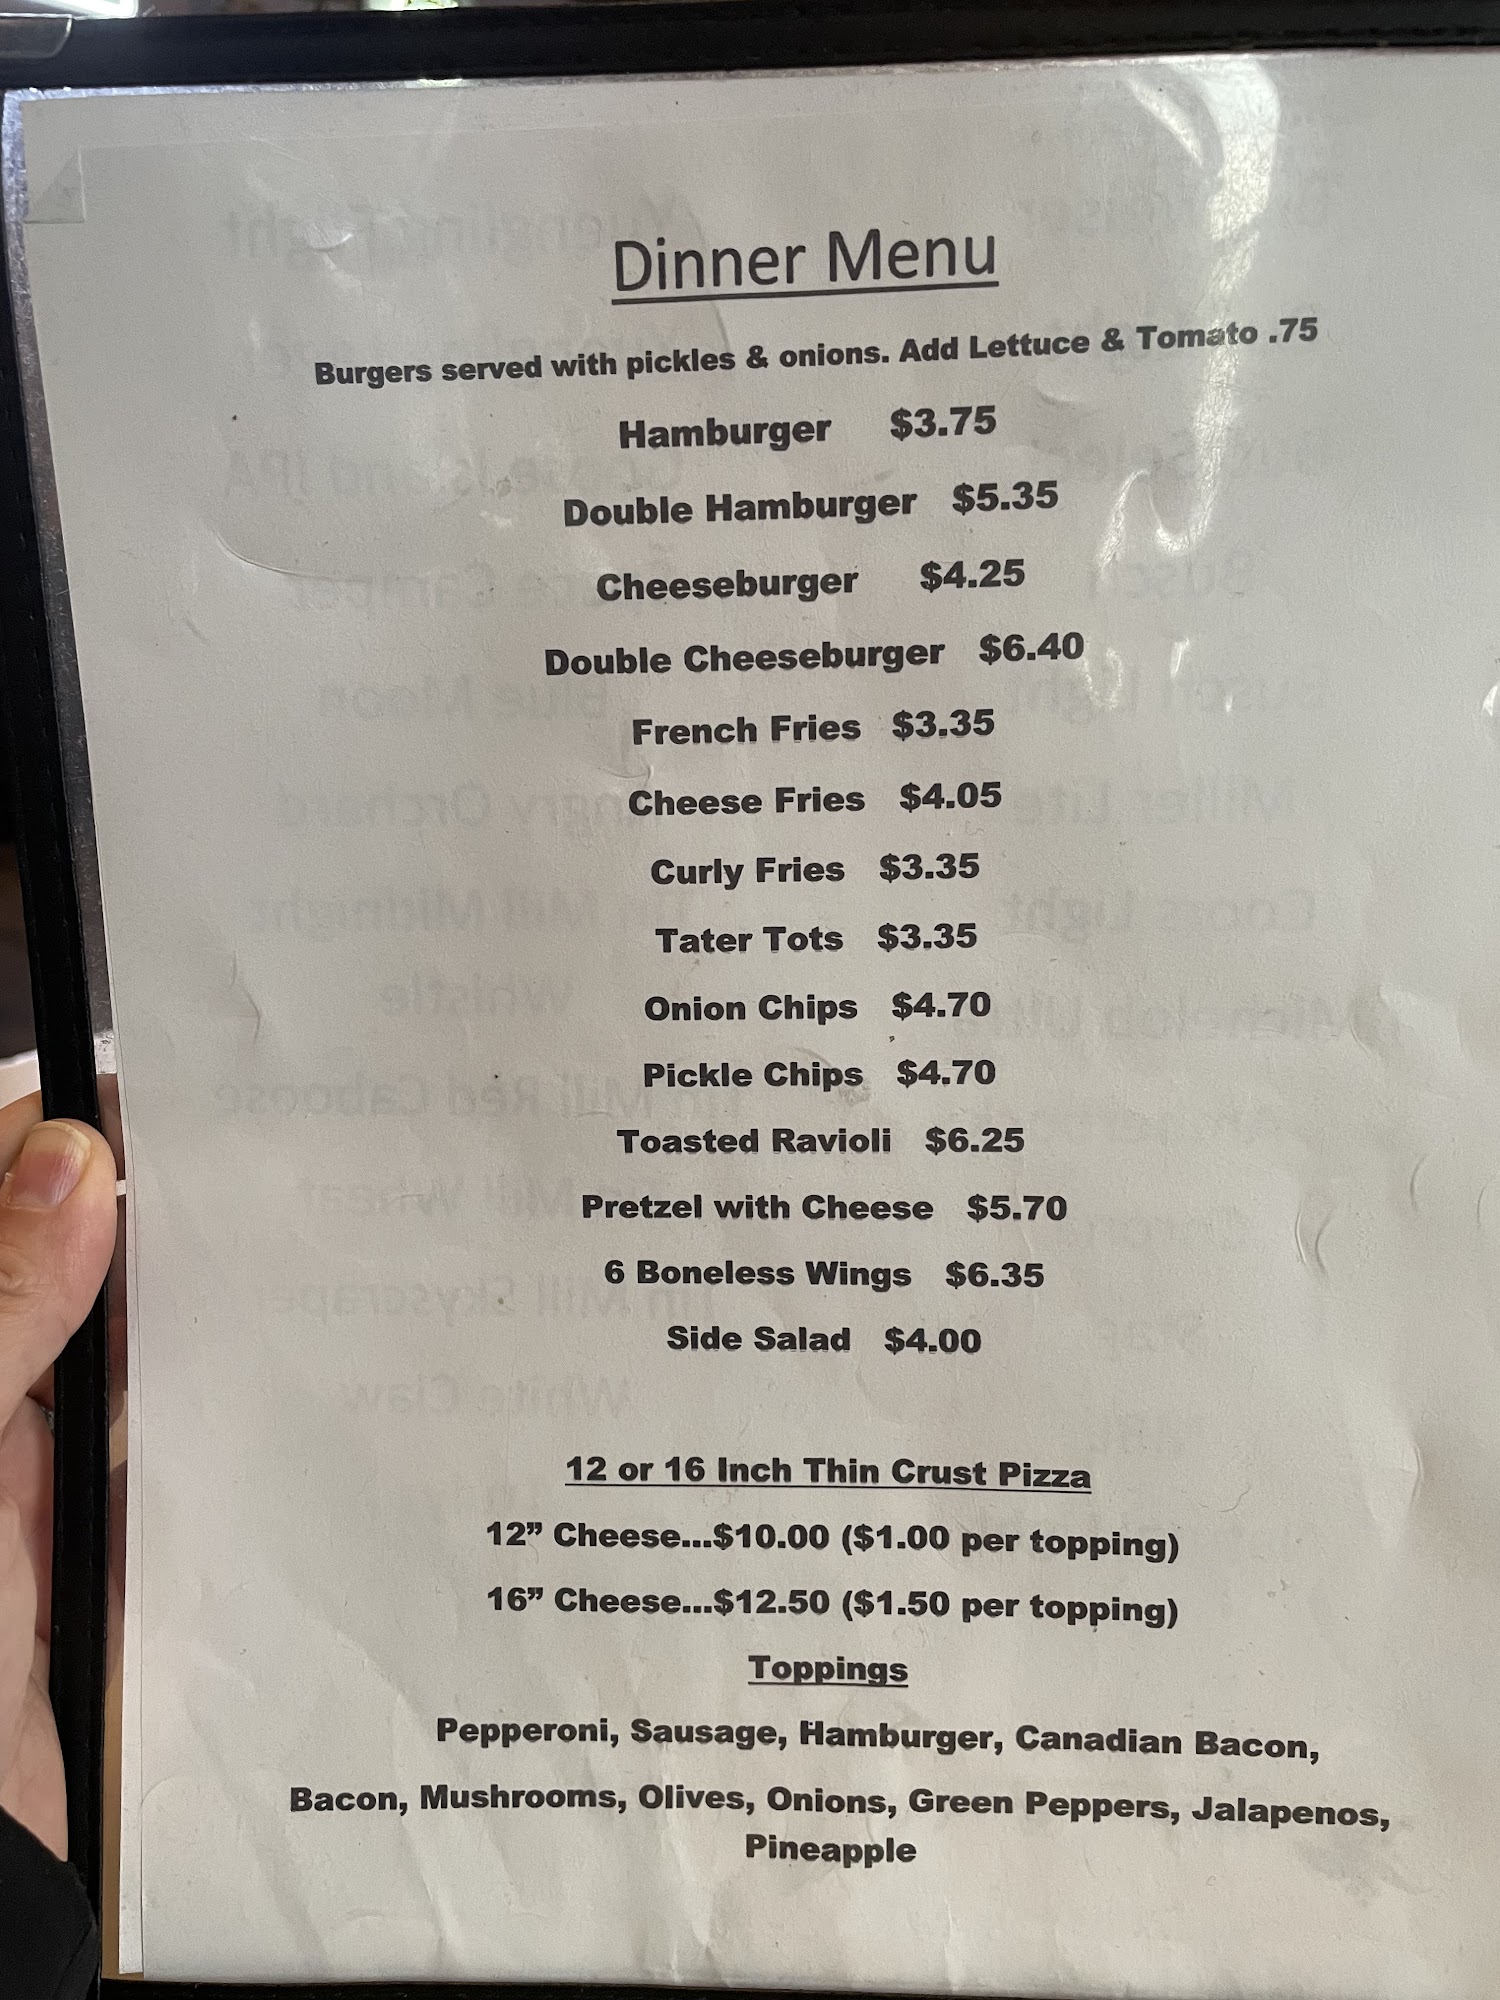 Dinner Menu
Burgers served with pickles & onions. Add Lettuce & Tomato .75
Hamburger $3.75
Double Hamburger $5.35
Cheeseburger $4.25
Double Cheeseburger $6.40
French Fries $3.35
Cheese Fries $4.05
Curly Fries $3.35
Tater Tots $3.35
Onion Chips $4.70
Pickle Chips $4.70
Toasted Ravioli $6.25
Pretzel with Cheese $5.70
6 Boneless Wings $6.35
Side Salad $4.00
12 or 16 Inch Thin Crust Pizza
12” Cheese...$10.00 ($1.00 per topping)
16” Cheese...$12.50 ($1.50 per topping)
Toppings
Pepperoni, Sausage, Hamburger, Canadian Bacon,
Bacon, Mushrooms, Olives, Onions, Green Peppers, Jalapenos,
Pineapple